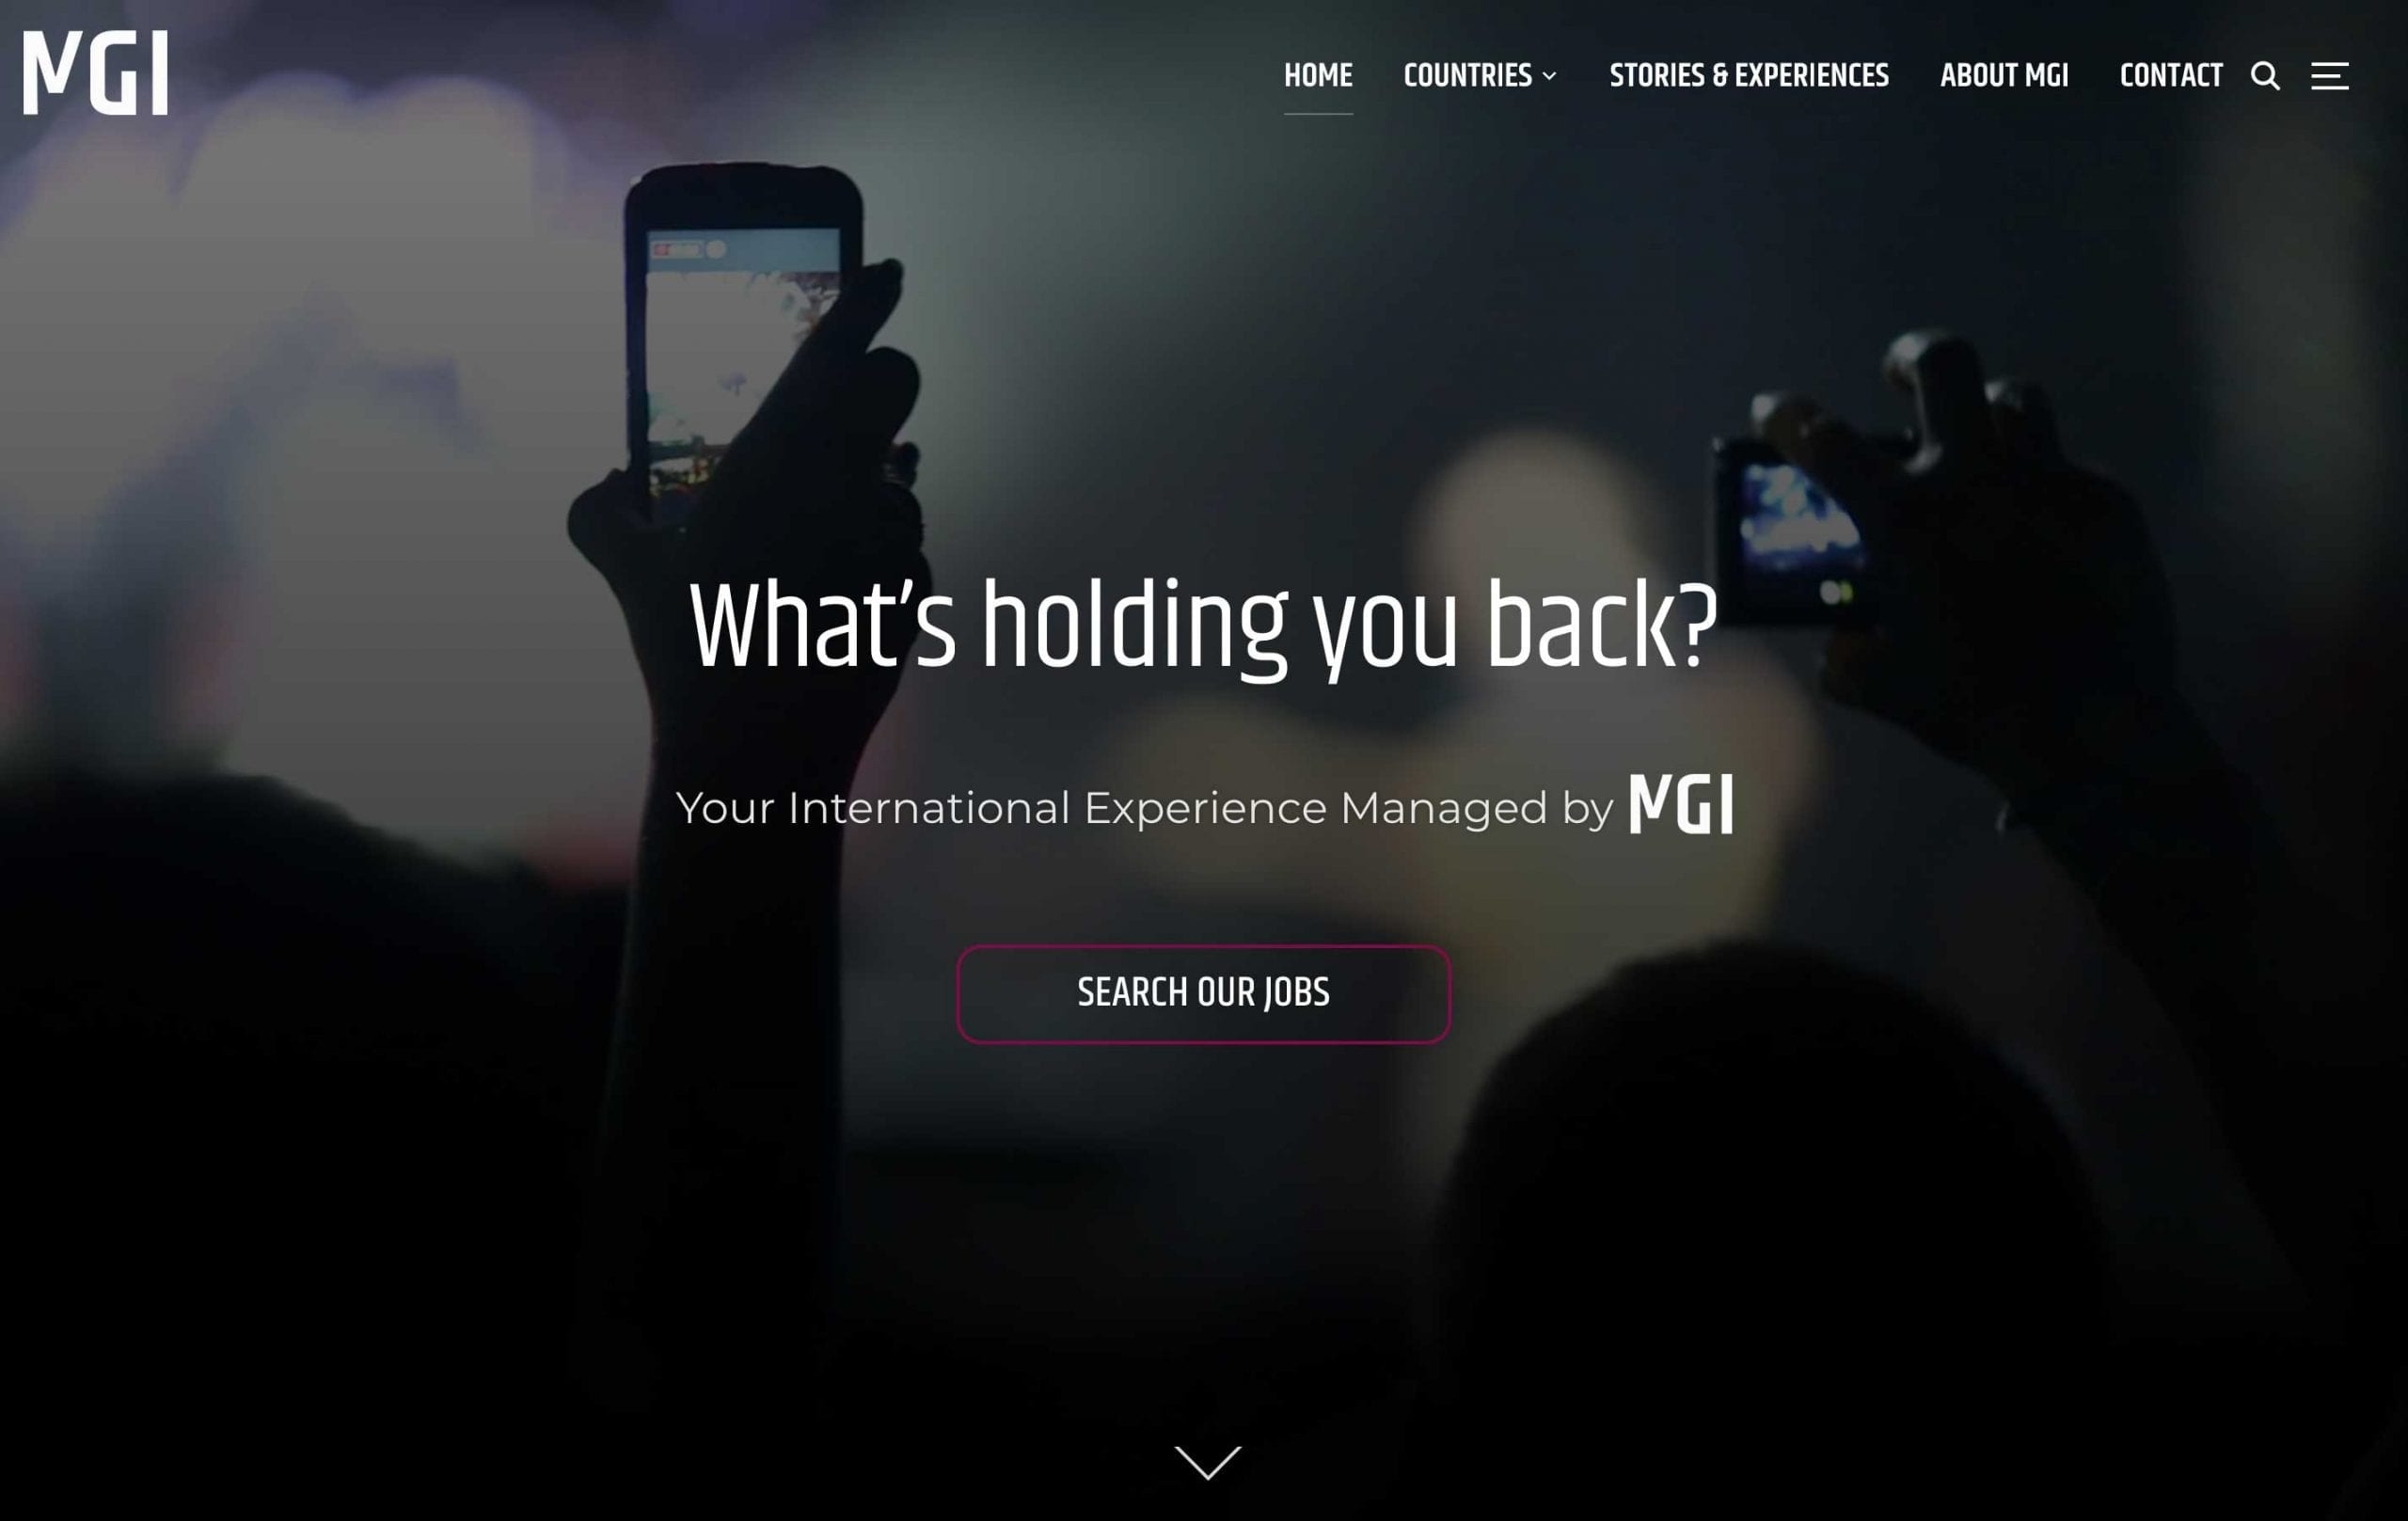 MGI
HOME COUNTRIES STORIES & EXPERIENCES ABOUT MGI CONTACT
What’s holding you back?
Your International Experience Managed by MGI
SEARCH OUR JOBS